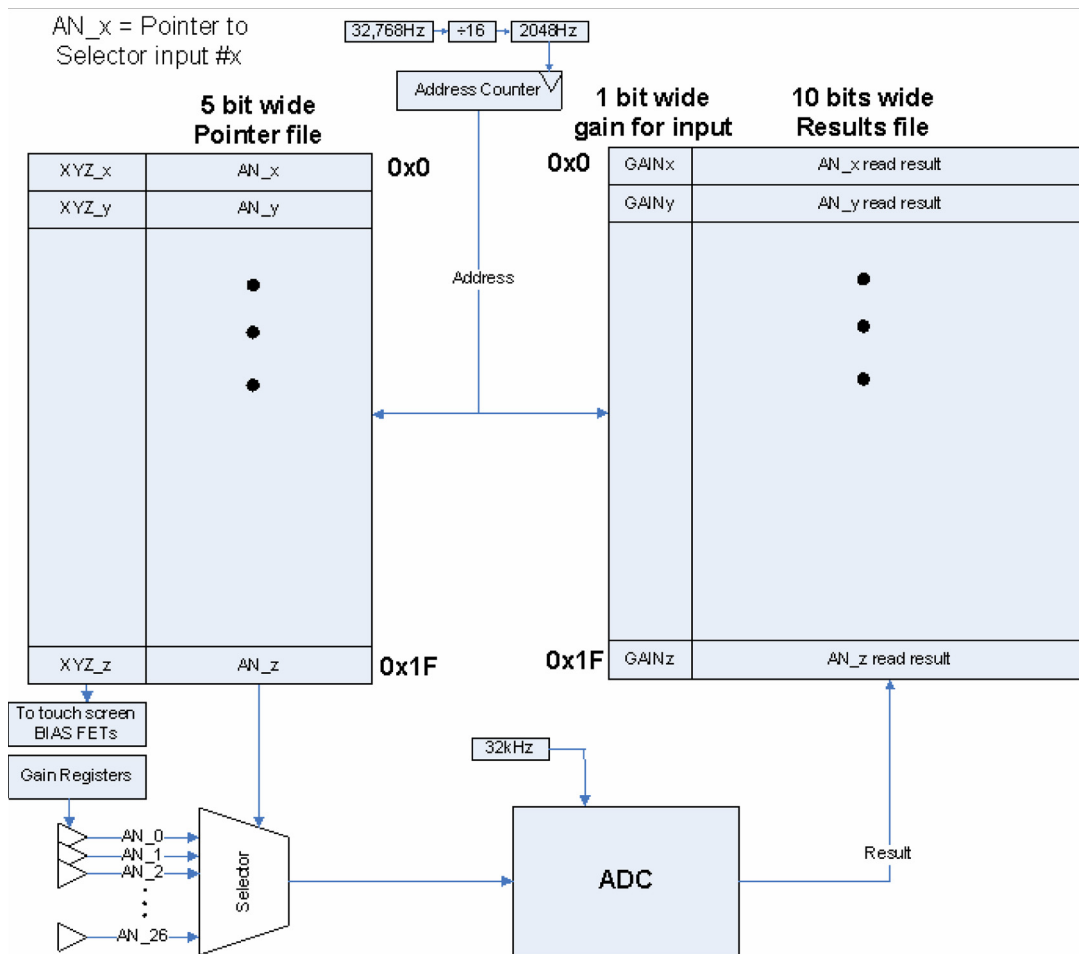 AN_x = Pointer to
Selector input #x
32,768Hz
÷16
2048Hz
Address Counter
5 bit wide
Pointer file
1 bit wide
gain for input
10 bits wide
Results file
XYZ_x
AN_x
0x0
0x0
GAINx
AN_x read result
XYZ_y
AN_y
GAINy
AN_y read result
Address
XYZ_z
AN_z
0x1F
0x1F
GAINz
AN_z read result
To touch screen
BIAS FETs
Gain Registers
32kHz
AN_0
AN_1
AN_2
AN_26
Selector
ADC
Result